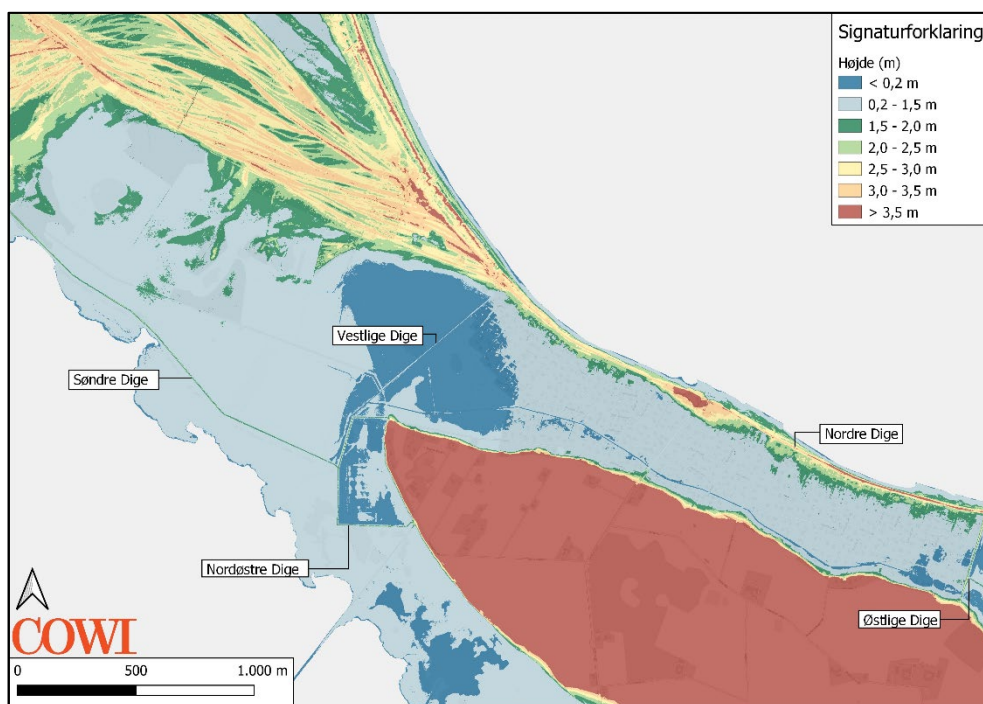 Signaturforklaring
Højde (m)
< 0,2 m
0,2 - 1,5 m
1,5 - 2,0 m
2,0 - 2,5 m
2,5 - 3,0 m
3,0 - 3,5 m
> 3,5 m
Vestlige Dige
Søndre Dige
Nordre Dige
Nordøstre Dige
Østlige Dige
COWI
0 500 1.000 m